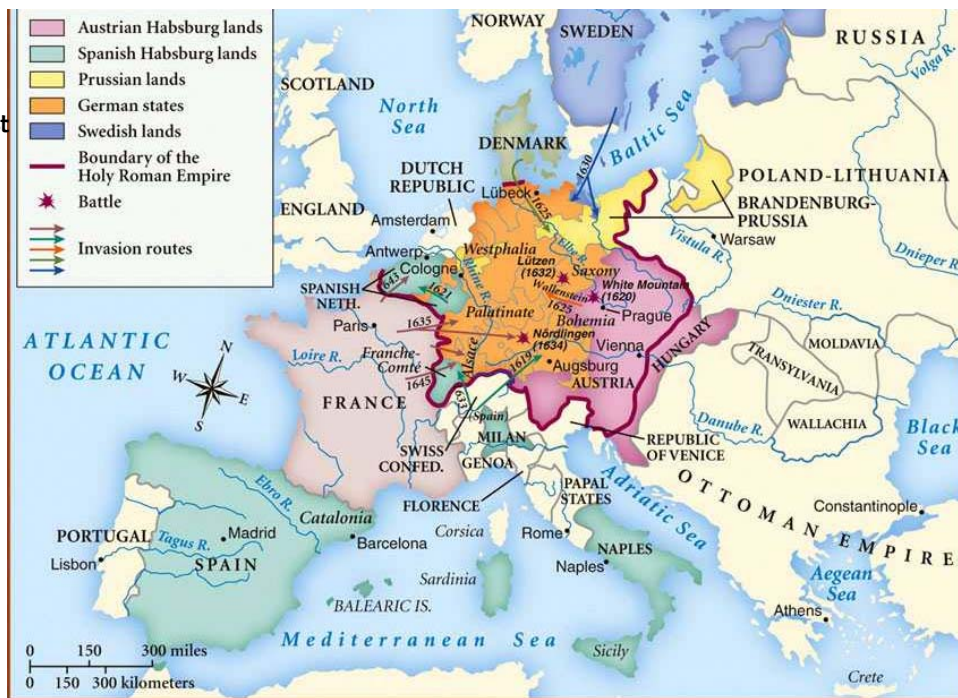 t
Austrian Habsburg lands
Spanish Habsburg lands
Prussian lands
German states
Swedish lands
Boundary of the
Holy Roman Empire
Battle
Invasion routes
NORWAY
SWEDEN
RUSSIA
Volga R.
SCOTLAND
North
Sea
Baltic Sea
DENMARK
1630
DUTCH
REPUBLIC
Lübeck
1625
POLAND-LITHUANIA
BRANDENBURG-
PRUSSIA
ENGLAND
Amsterdam
Elbe R.
Vistula R.
Warsaw
Dnieper R.
Antwerp
Westphalia
Cologne
Rhine R.
Lützen
(1632)
Saxony
SPANISH
NETH.
643
1621
Wallenstein
1625
White Mountain
(1620)
Palatinate
Prague
Bohemia
Dniester R.
Paris
1635
Nördlingen
(1634)
ATLANTIC
OCEAN
Loire R.
Alsace
Vienna
HUNGARY
MOLDAVIA
TRANSYLVANIA
N
W
E
S
Franche-
Comté
1645
1619
Augsburg
AUSTRIA
FRANCE
633
(Spain)
MILAN
Danube R.
WALLACHIA
Black
Sea
SWISS
CONFED.
GENOA
REPUBLIC
OF VENICE
Ebro R.
FLORENCE
PAPAL
STATES
Adriatic Sea
OTTOMAN EMPIRE
Constantinople
PORTUGAL
Madrid
Catalonia
Corsica
Rome
Lisbon
Tagus R.
SPAIN
Barcelona
NAPLES
Naples
Aegean
Sea
Sardinia
BALEARIC IS.
Athens
Mediterranean Sea
Sicily
Crete
0 150 300 miles
0 150 300 kilometers